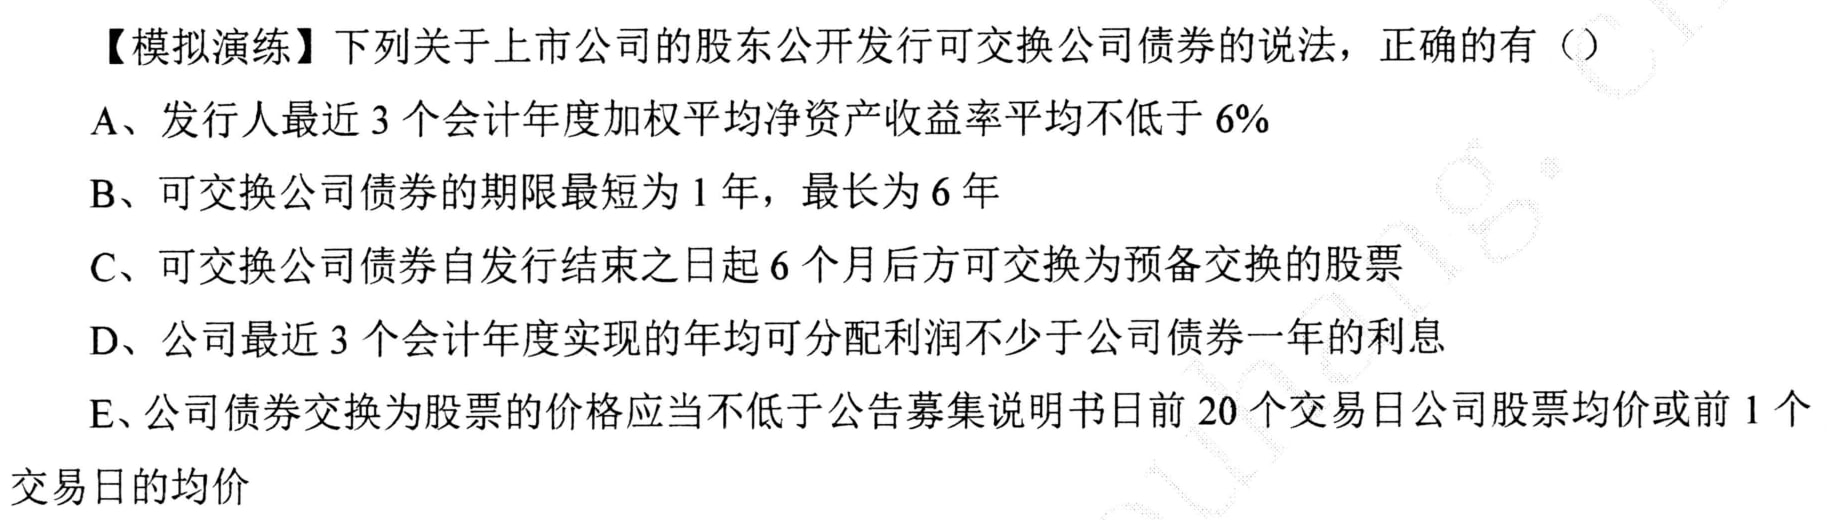 【模拟演练】下列关于上市公司的股东公开发行可交换公司债券的说法，正确的有（）
A、发行人最近 3 个会计年度加权平均净资产收益率平均不低于 6%
B、可交换公司债券的期限最短为 1 年，最长为 6 年
C、可交换公司债券自发行结束之日起 6 个月后方可交换为预备交换的股票
D、公司最近 3 个会计年度实现的年均可分配利润不少于公司债券一年的利息
E、公司债券交换为股票的价格应当不低于公告募集说明书日前 20 个交易日公司股票均价或前 1 个
交易日的均价